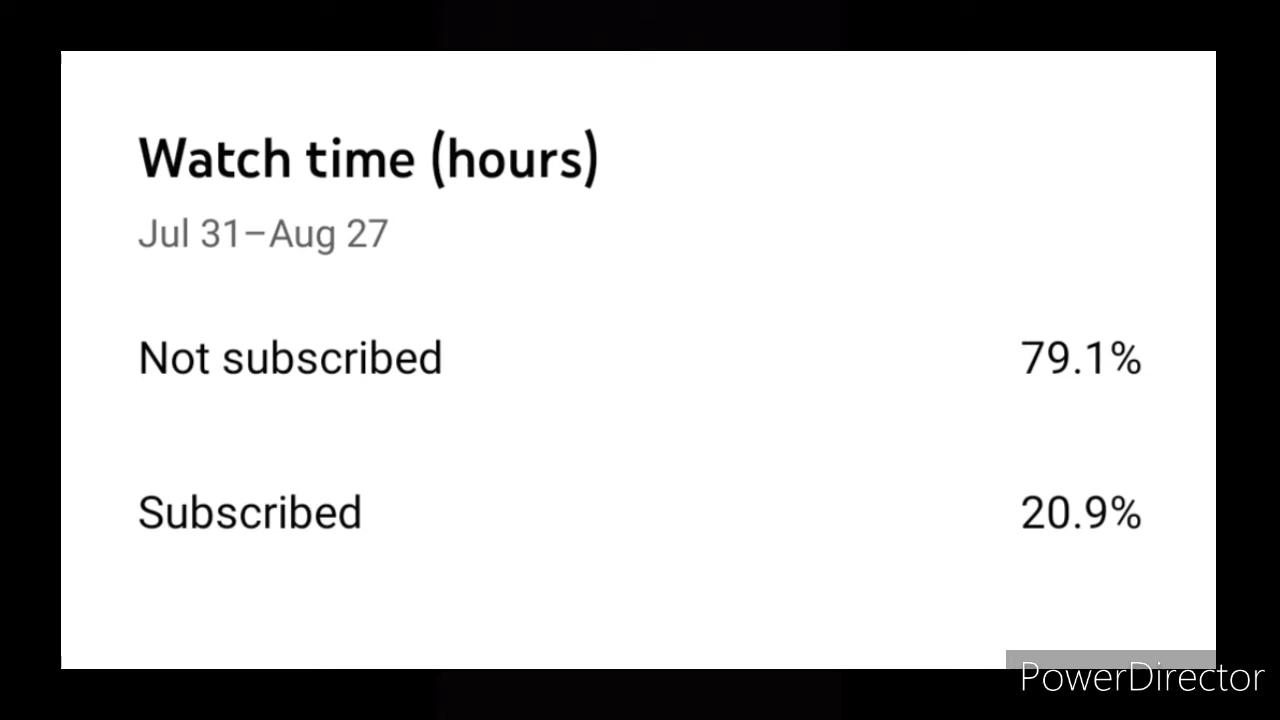 Watch time (hours)
Jul 31–Aug 27
Not subscribed 79.1%
Subscribed 20.9%
PowerDirector